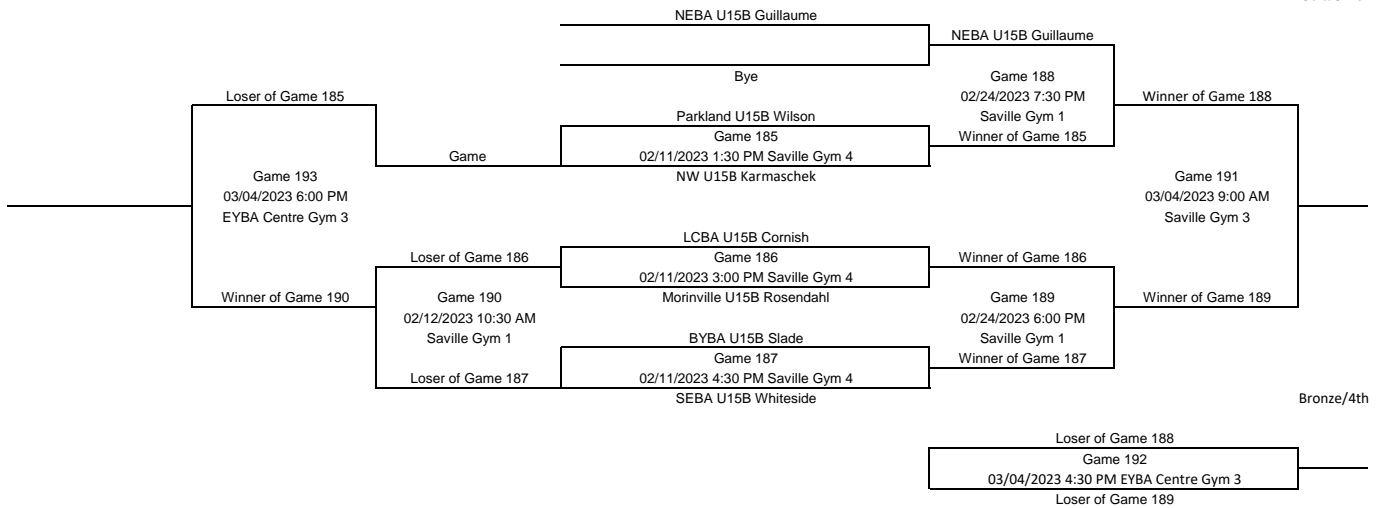 NEBA U15B Guillaume
NEBA U15B Guillaume
Bye
Game 188
Loser of Game 185
02/24/2023 7:30 PM
Winner of Game 188
Parkland U15B Wilson
Saville Gym 1
Game 185
Winner of Game 185
Game
02/11/2023 1:30 PM Saville Gym 4
Game 193
NW U15B Karmaschek
Game 191
03/04/2023 6:00 PM
03/04/2023 9:00 AM
EYBA Centre Gym 3
Saville Gym 3
LCBA U15B Cornish
Loser of Game 186
Game 186
Winner of Game 186
02/11/2023 3:00 PM Saville Gym 4
Winner of Game 190
Game 190
Morinville U15B Rosendahl
Game 189
Winner of Game 189
02/12/2023 10:30 AM
02/24/2023 6:00 PM
Saville Gym 1
BYBA U15B Slade
Saville Gym 1
Game 187
Winner of Game 187
Loser of Game 187
02/11/2023 4:30 PM Saville Gym 4
SEBA U15B Whiteside
Bronze/4th
Loser of Game 188
Game 192
03/04/2023 4:30 PM EYBA Centre Gym 3
Loser of Game 189